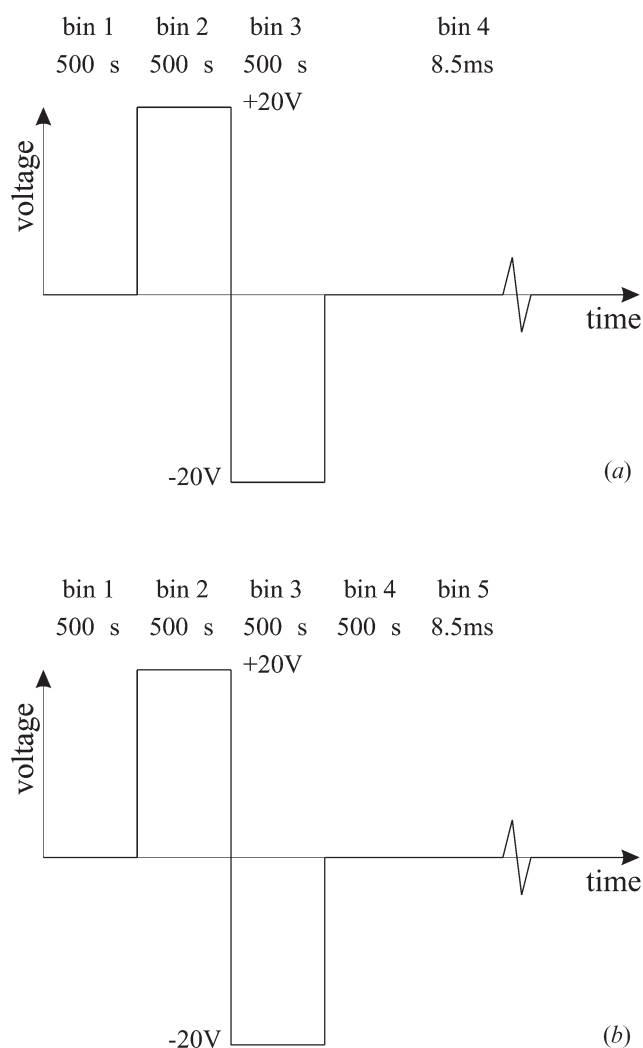 bin 1 bin 2 bin 3 bin 4
500 s 500 s 500 s 8.5ms
+20V
voltage
time
-20V
(a)
bin 1 bin 2 bin 3 bin 4 bin 5
500 s 500 s 500 s 500 s 8.5ms
+20V
voltage
time
-20V
(b)